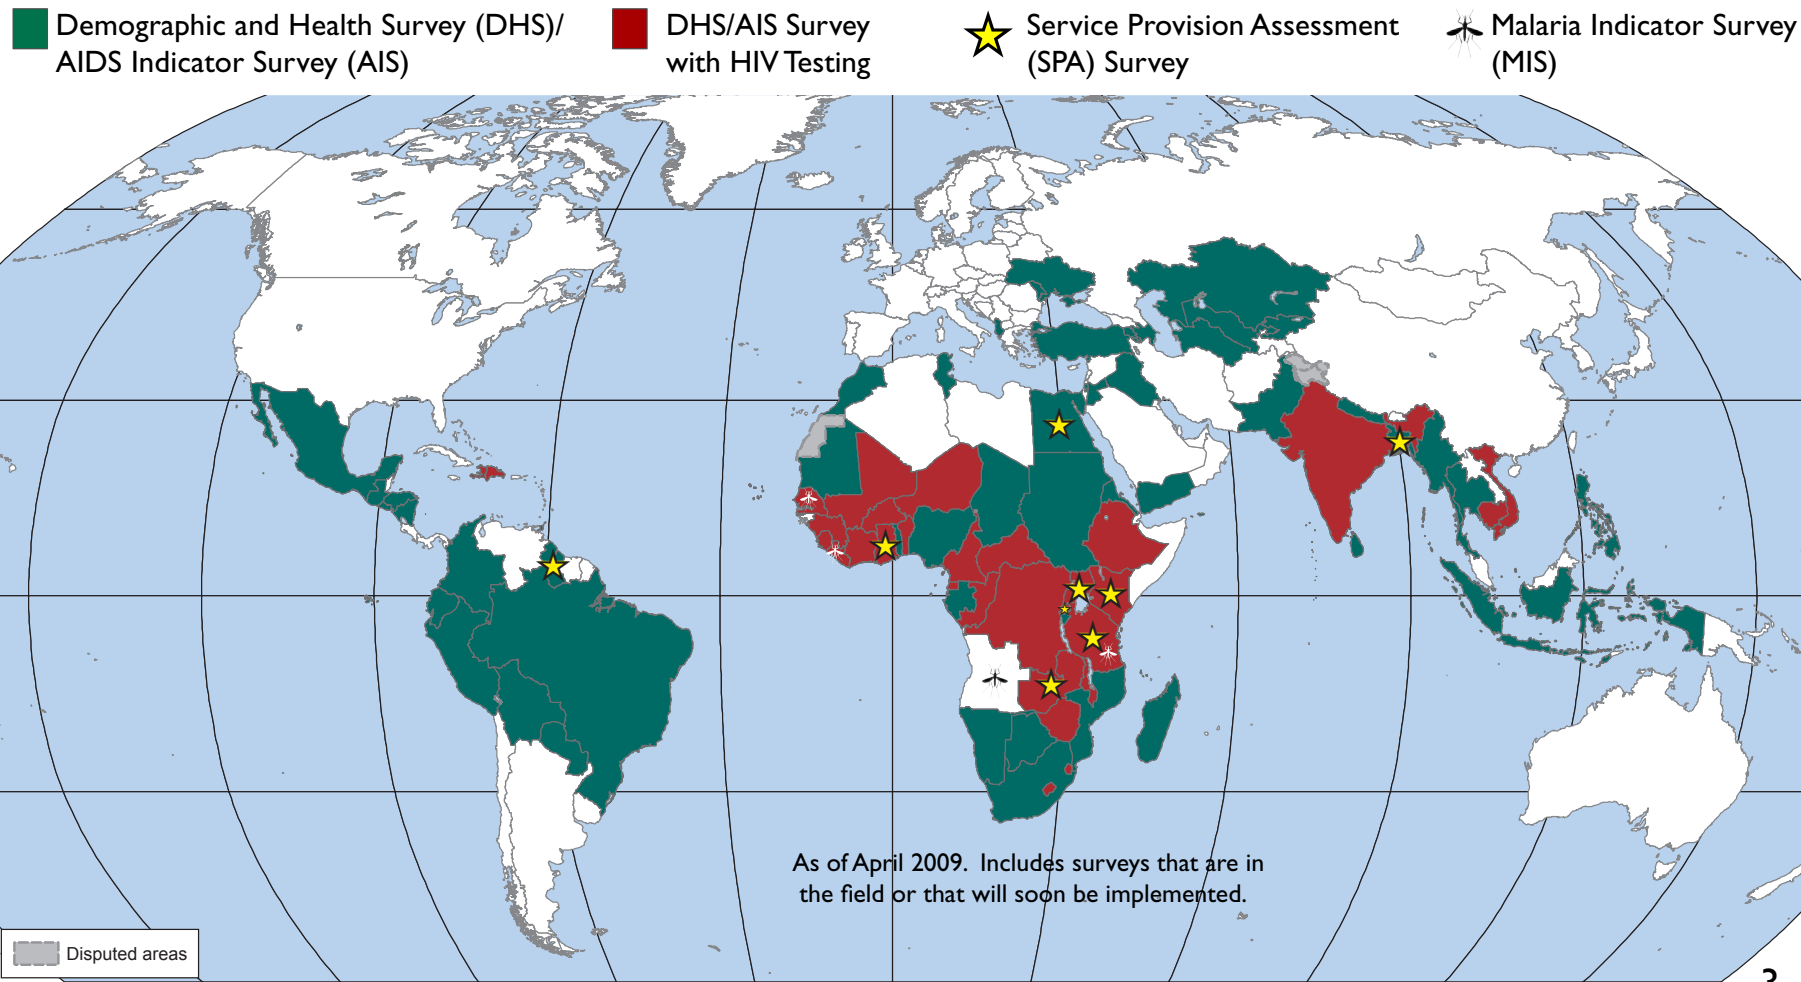 Demographic and Health Survey (DHS)/
AIDS Indicator Survey (AIS)
DHS/AIS Survey
with HIV Testing
Service Provision Assessment
(SPA) Survey
Malaria Indicator Survey
(MIS)
As of April 2009. Includes surveys that are in
the field or that will soon be implemented.
Disputed areas
3